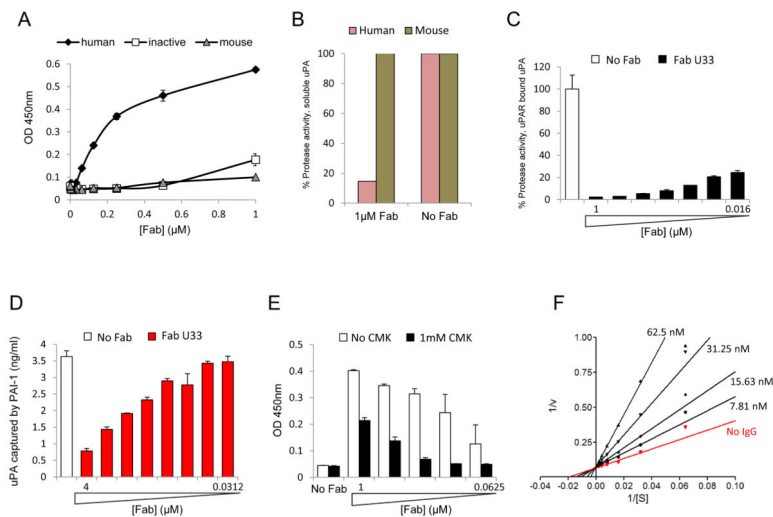 A
human inactive mouse
OD 450nm
0.6
0.5
0.4
0.3
0.2
0.1
0
0 0.2 0.4 0.6 0.8 1
[Fab] (µM)
B
Human Mouse
% Protease activity, soluble uPA
100
80
60
40
20
0
1µM Fab No Fab
C
No Fab Fab U33
% Protease activity, uPAR bound uPA
120
100
80
60
40
20
0
1 0.016
[Fab] (µM)
D
No Fab Fab U33
uPA captured by PAI-1 (ng/ml)
4
3.5
3
2.5
2
1.5
1
0.5
0
4 0.0312
[Fab] (µM)
E
No CMK 1mM CMK
OD 450nm
0.5
0.4
0.3
0.2
0.1
0
No Fab 1 0.0625
[Fab] (µM)
F
62.5 nM
31.25 nM
15.63 nM
7.81 nM
No IgG
1/v
1.00
0.75
0.50
0.25
-0.04 -0.02 0.00 0.02 0.04 0.06 0.08 0.10
1/[S]